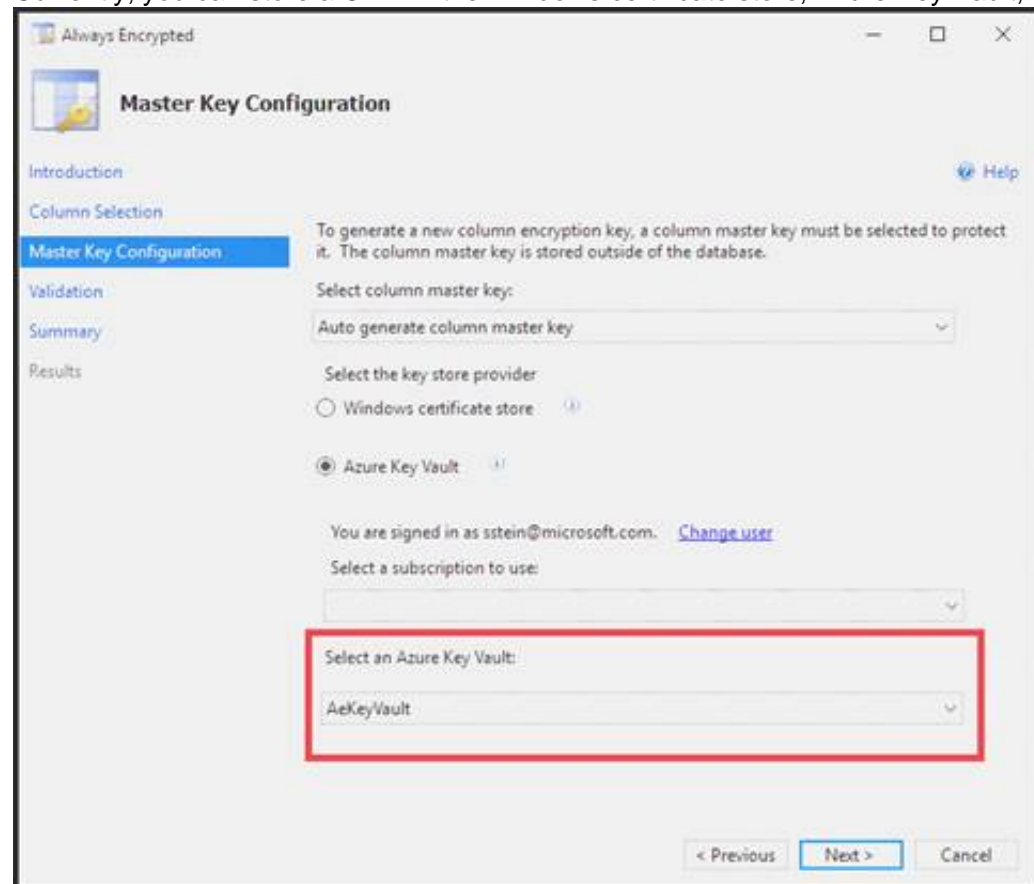 Always Encrypted
Master Key Configuration
Introduction
Help
Column Selection
Master Key Configuration
Validation
Summary
Results
To generate a new column encryption key, a column master key must be selected to protect
it. The column master key is stored outside of the database.
Select column master key:
Auto generate column master key
Select the key store provider
Windows certificate store
Azure Key Vault
You are signed in as sstein@microsoft.com. Change user
Select a subscription to use:
Select an Azure Key Vault:
AeKeyVault
< Previous
Next >
Cancel